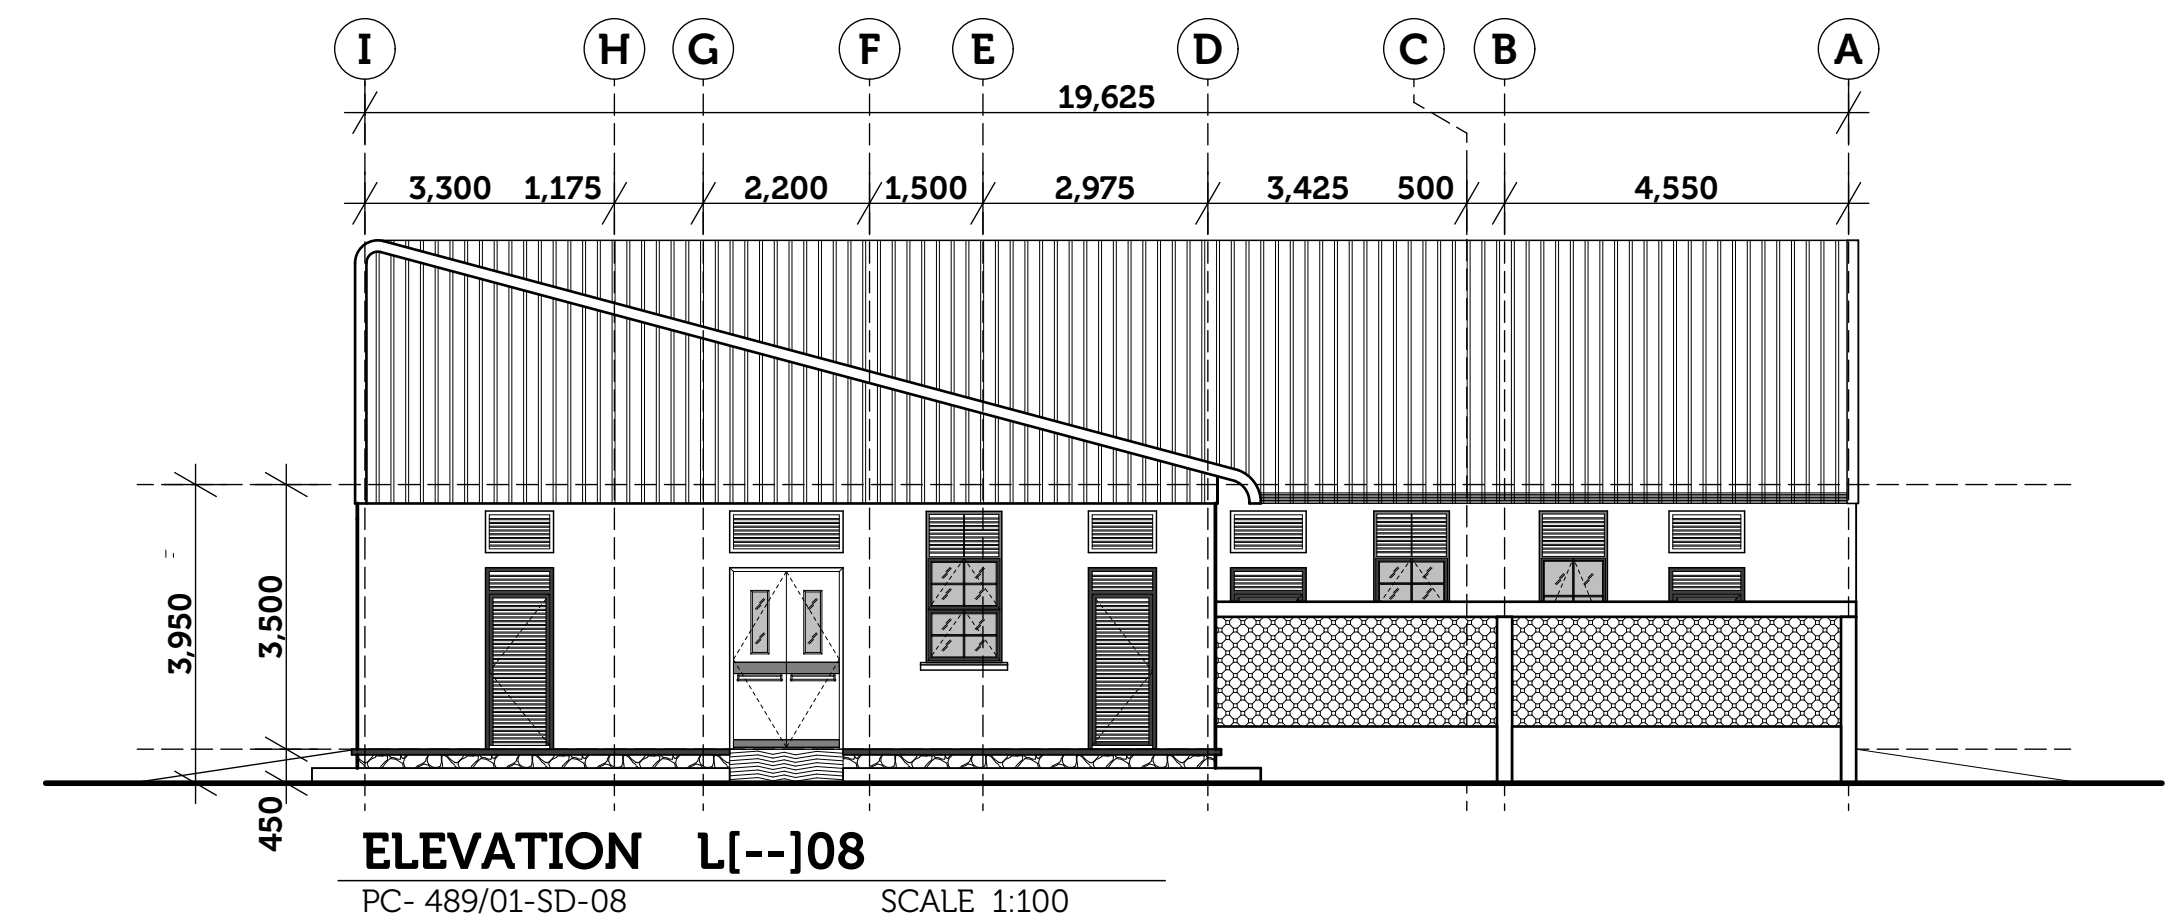 I H G F E D C B A
19,625
3,300 1,175 2,200 1,500 2,975 3,425 500 4,550
3,950
3,500
450
ELEVATION L[--]08
PC- 489/01-SD-08 SCALE 1:100